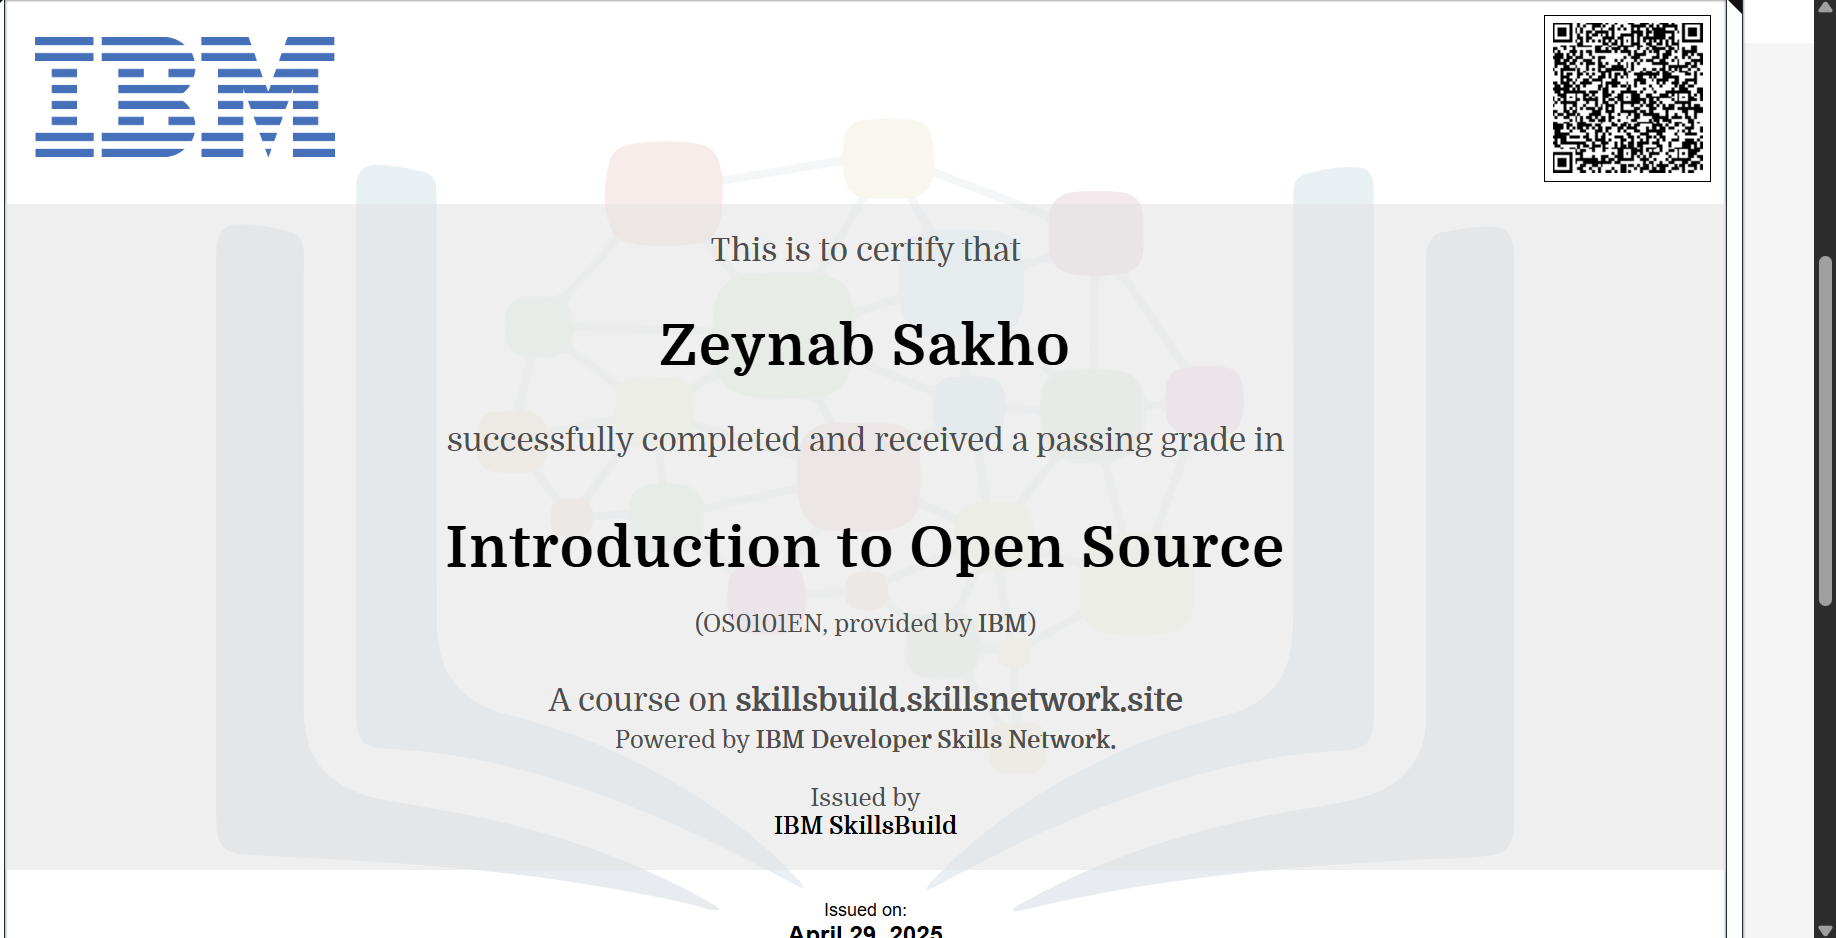 IBM
This is to certify that
Zeynab Sakho
successfully completed and received a passing grade in
Introduction to Open Source
(OS0101EN, provided by IBM)
A course on skillsbuild.skillsnetwork.site
Powered by IBM Developer Skills Network.
Issued by
IBM SkillsBuild
Issued on:
April 29, 2025